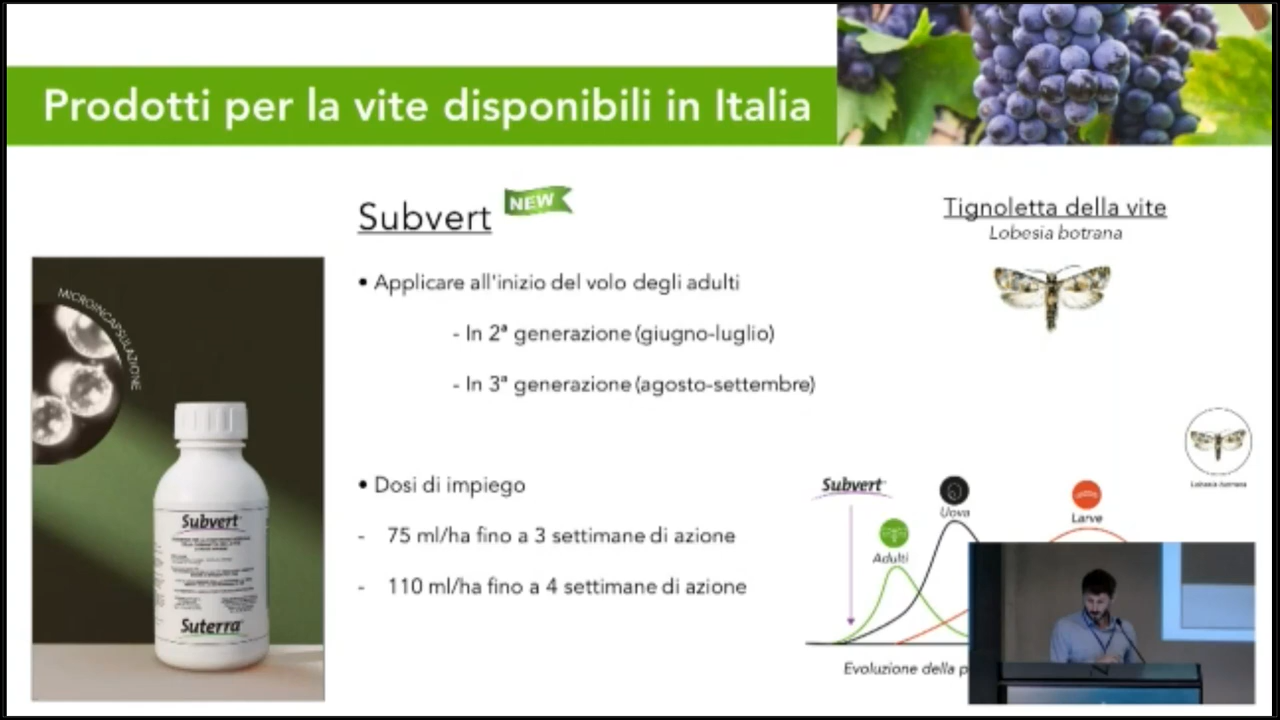 Prodotti per la vite disponibili in Italia
Subvert
NEW
• Applicare all'inizio del volo degli adulti
- In 2ª generazione (giugno-luglio)
- In 3ª generazione (agosto-settembre)
• Dosi di impiego
- 75 ml/ha fino a 3 settimane di azione
- 110 ml/ha fino a 4 settimane di azione
MICROINCAPSULAZIONE
Subvert
Suterra
Tignoletta della vite
Lobesia botrana
Lobesia botrana
Subvert
Uova
Larve
Adulti
Evoluzione della p